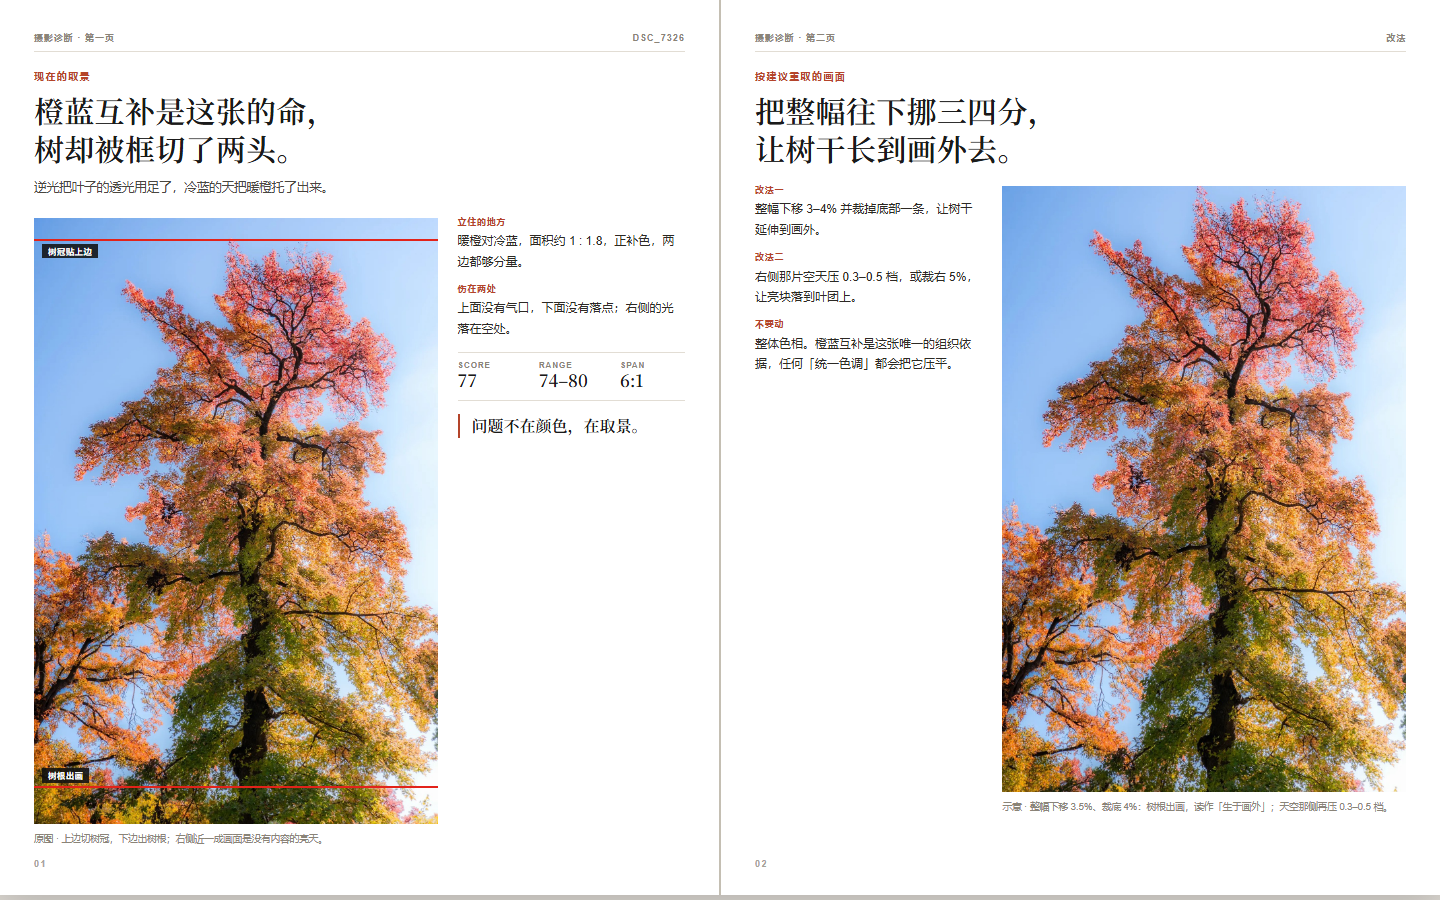 摄影诊断 · 第一页
DSC_7326
现在的取景
橙蓝互补是这张的命，
树却被框切了两头。
逆光把叶子的透光用足了，冷蓝的天把暖橙托了出来。
树冠贴上边
树根出画
原图 · 上边切树冠，下边出树根；右侧近一成画面是没有内容的亮天。
立住的地方
暖橙对冷蓝，面积约 1 : 1.8，正补色，两
边都够分量。
伤在两处
上面没有气口，下面没有落点；右侧的光
落在空处。
SCORE
77
RANGE
74–80
SPAN
6:1
问题不在颜色，在取景。
01
摄影诊断 · 第二页
改法
按建议重取的画面
把整幅往下挪三四分，
让树干长到画外去。
改法一
整幅下移 3–4% 并裁掉底部一条，让树干
延伸到画外。
改法二
右侧那片空天压 0.3–0.5 档，或裁右 5%，
让亮块落到叶团上。
不要动
整体色相。橙蓝互补是这张唯一的组织依
据，任何「统一色调」都会把它压平。
示意 · 整幅下移 3.5%、裁底 4%：树根出画，读作「生于画外」；天空那侧再压 0.3–0.5 档。
02